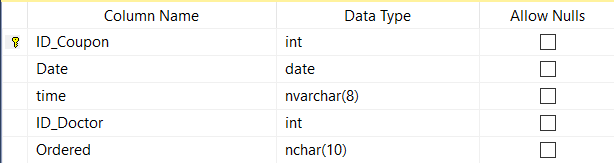 Column Name Data Type Allow Nulls
ID_Coupon int
Date date
time nvarchar(8)
ID_Doctor int
Ordered nchar(10)